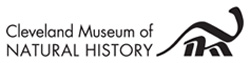 Cleveland Museum of
NATURAL HISTORY